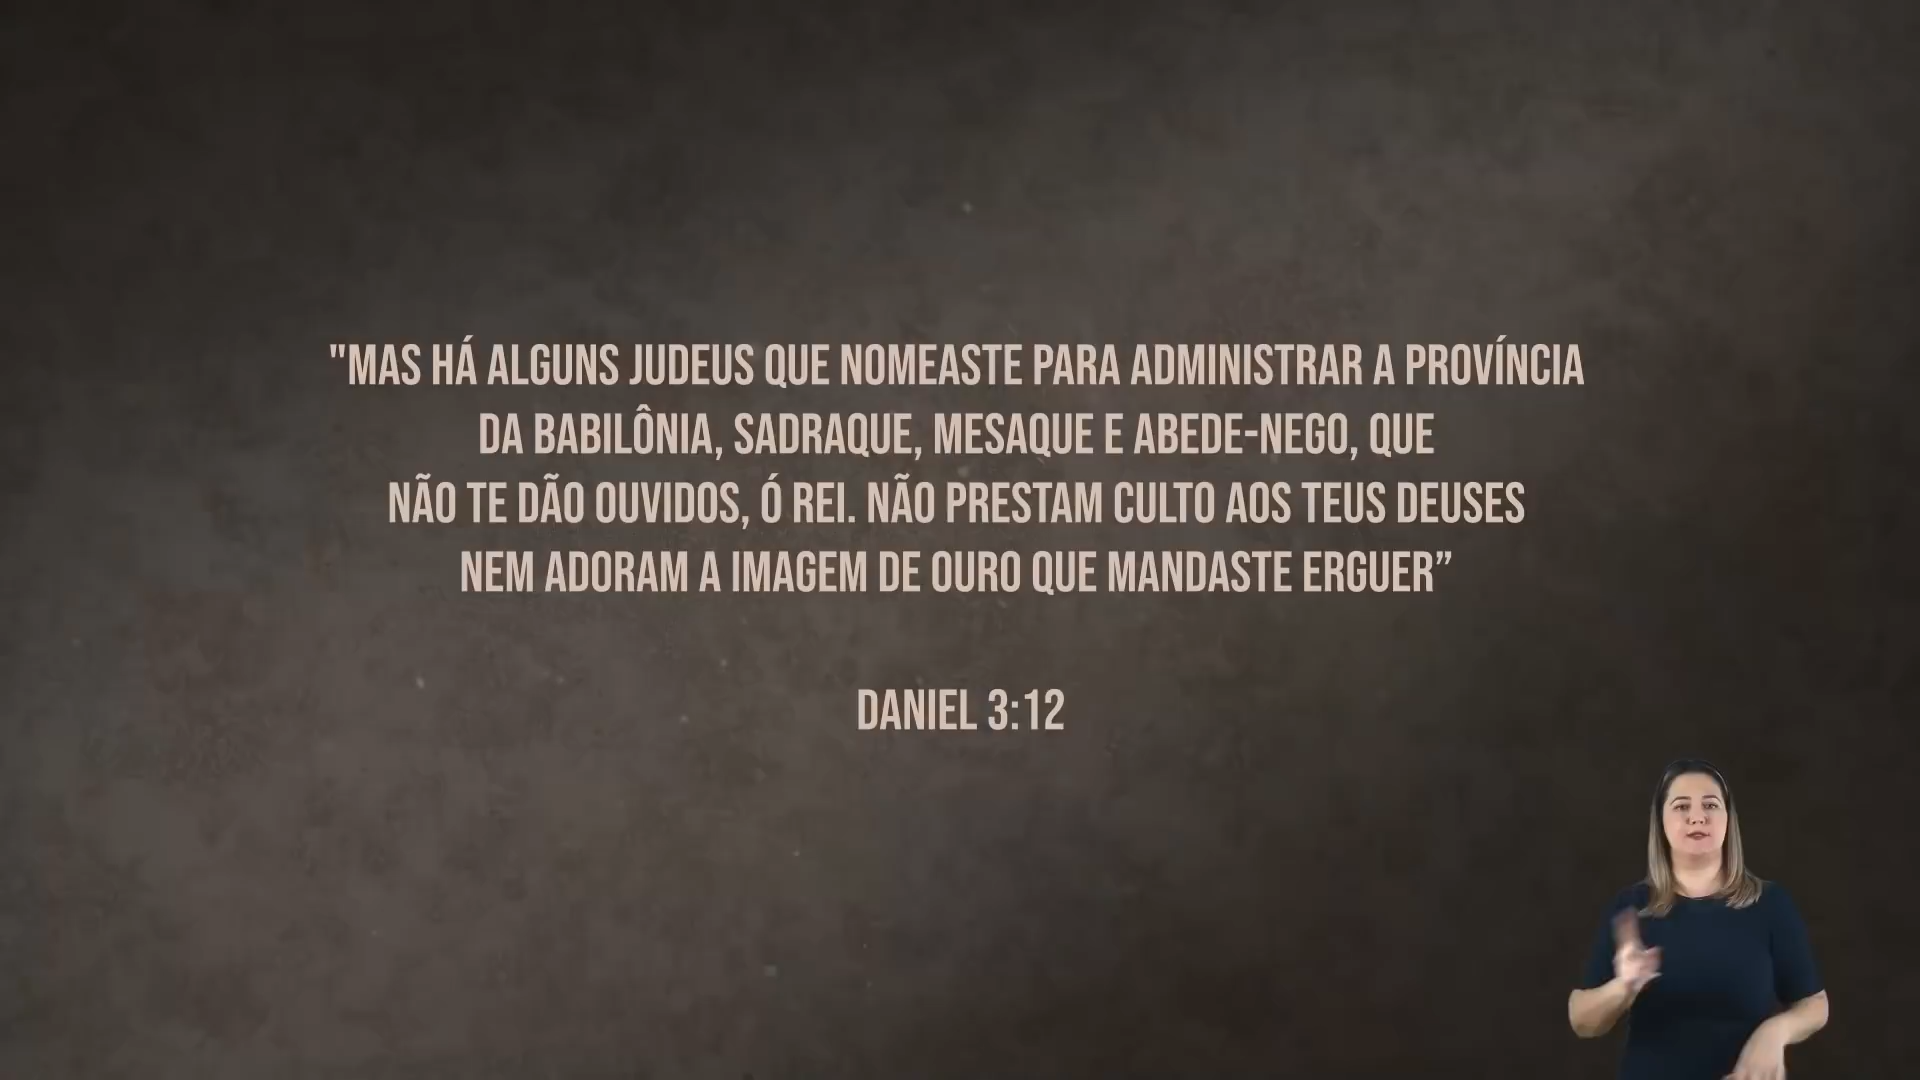 "MAS HÁ ALGUNS JUDEUS QUE NOMEASTE PARA ADMINISTRAR A PROVÍNCIA
DA BABILÔNIA, SADRAQUE, MESAQUE E ABEDE-NEGO, QUE
NÃO TE DÃO OUVIDOS, Ó REI. NÃO PRESTAM CULTO AOS TEUS DEUSES
NEM ADORAM A IMAGEM DE OURO QUE MANDASTE ERGUER”
DANIEL 3:12